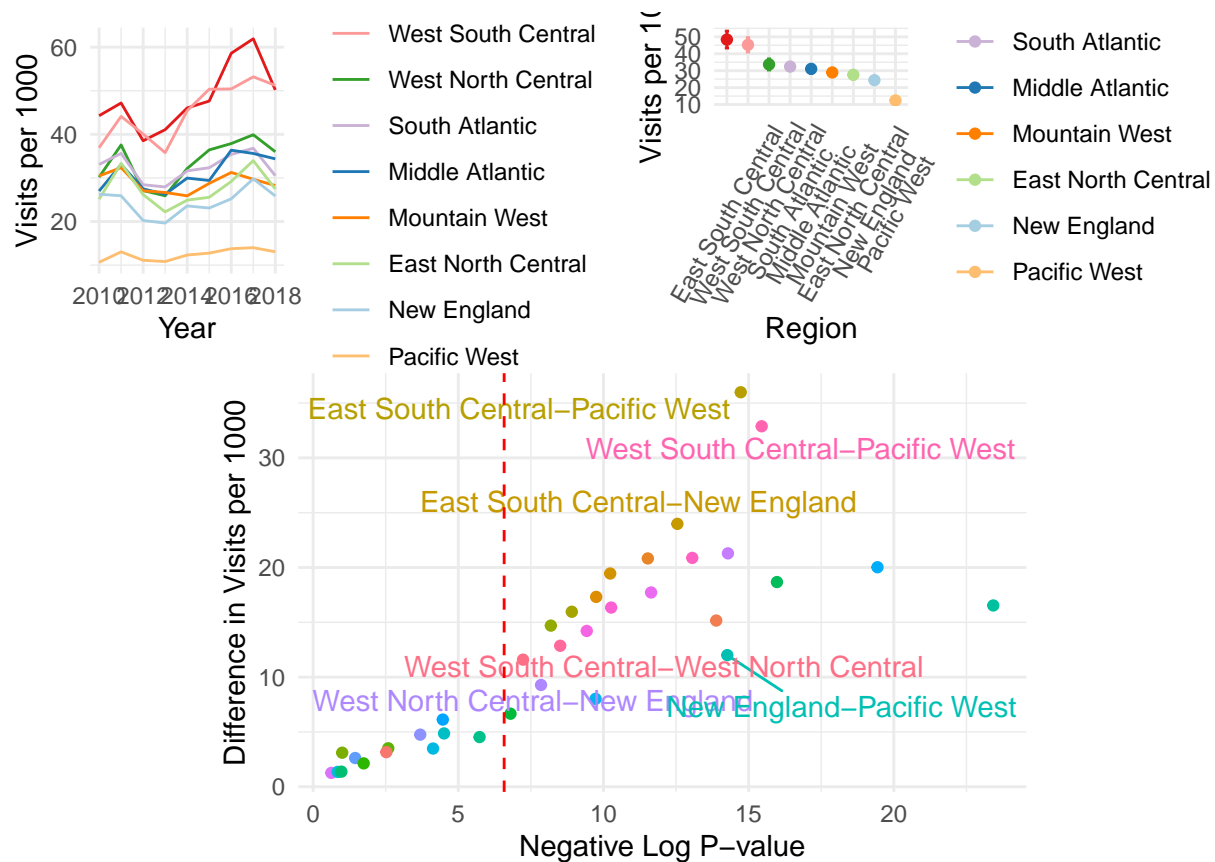 Visits per 1000
60
40
20
2010
2012
2014
2016
2018
Year
West South Central
West North Central
South Atlantic
Middle Atlantic
Mountain West
East North Central
New England
Pacific West
Visits per 10
50
40
30
20
10
East South Central
West South Central
West North Central
South Atlantic
Middle Atlantic
Mountain West
East North Central
New England
Pacific West
Region
South Atlantic
Middle Atlantic
Mountain West
East North Central
New England
Pacific West
Difference in Visits per 1000
30
20
10
0
East South Central–Pacific West
West South Central–Pacific West
East South Central–New England
West South Central–West North Central
West North Central–New England
New England–Pacific West
0
5
10
15
20
Negative Log P–value